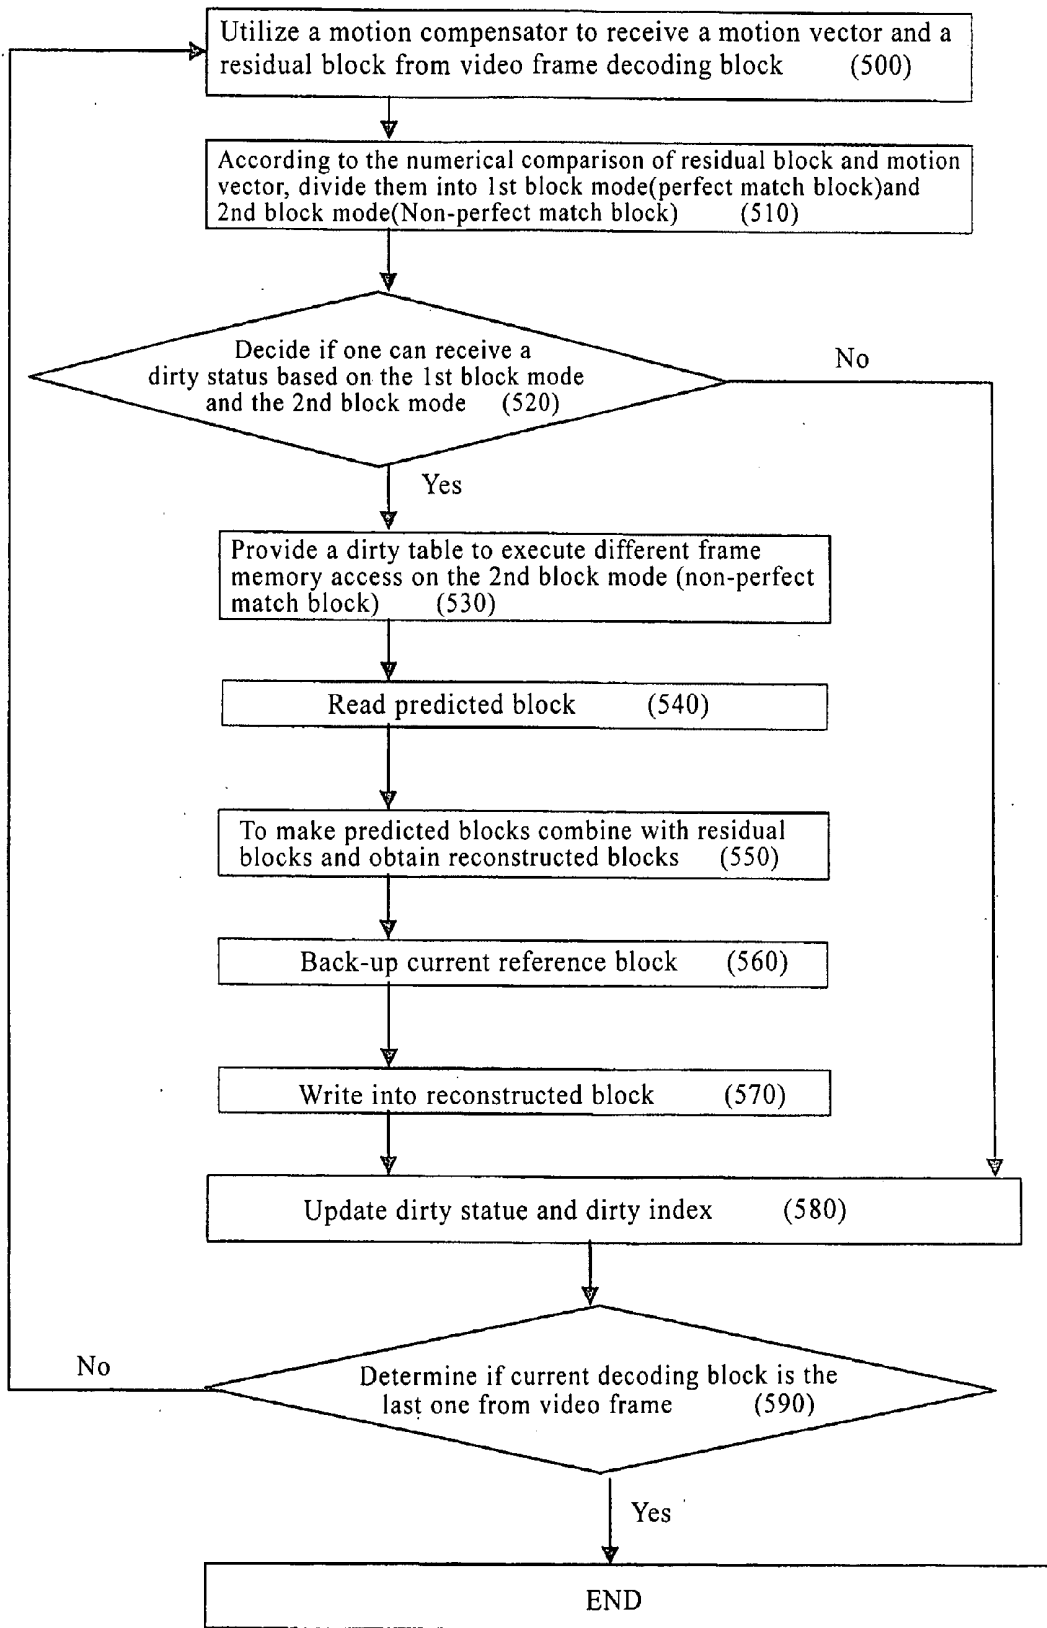 Utilize a motion compensator to receive a motion vector and a
residual block from video frame decoding block (500)
According to the numerical comparison of residual block and motion
vector, divide them into 1st block mode(perfect match block)and
2nd block mode(Non-perfect match block) (510)
Decide if one can receive a
dirty status based on the 1st block mode
and the 2nd block mode (520)
No
Yes
Provide a dirty table to execute different frame
memory access on the 2nd block mode (non-perfect
match block) (530)
Read predicted block (540)
To make predicted blocks combine with residual
blocks and obtain reconstructed blocks (550)
Back-up current reference block (560)
Write into reconstructed block (570)
Update dirty statue and dirty index (580)
No
Determine if current decoding block is the
last one from video frame (590)
Yes
END